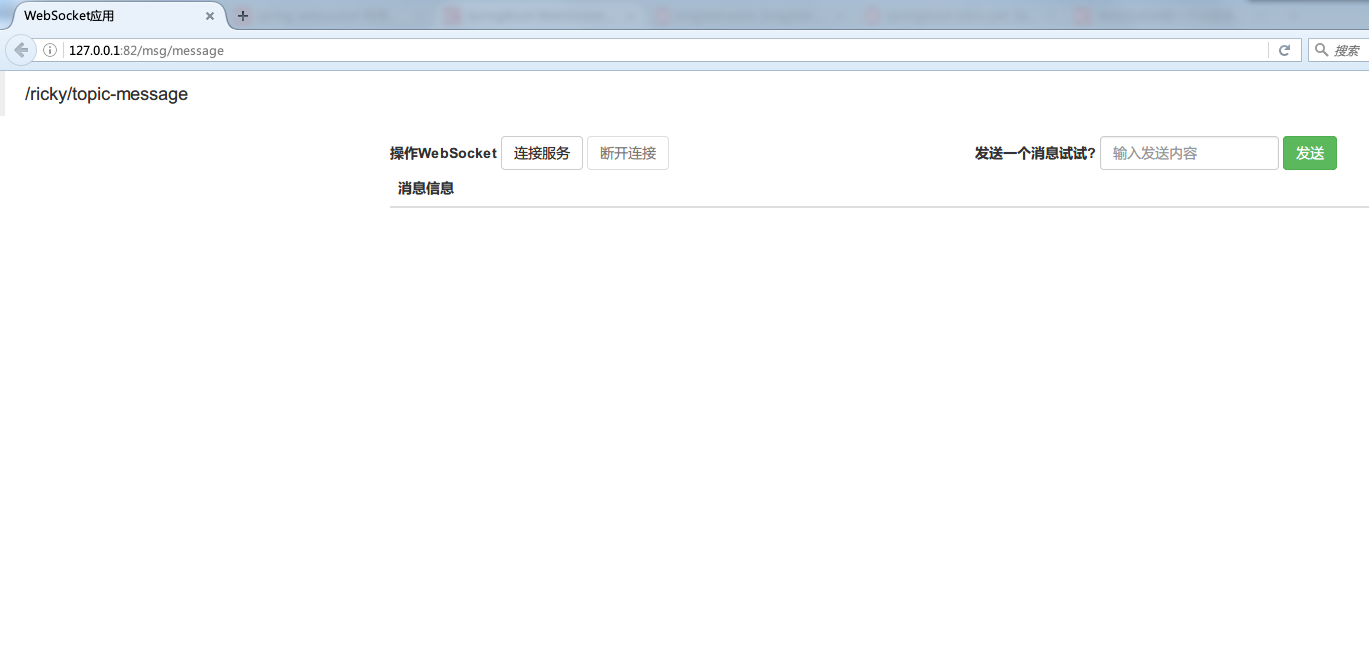 WebSocket应用
127.0.0.1:82/msg/message
搜索
/ricky/topic-message
操作WebSocket 连接服务 断开连接 发送一个消息试试? 输入发送内容 发送
消息信息